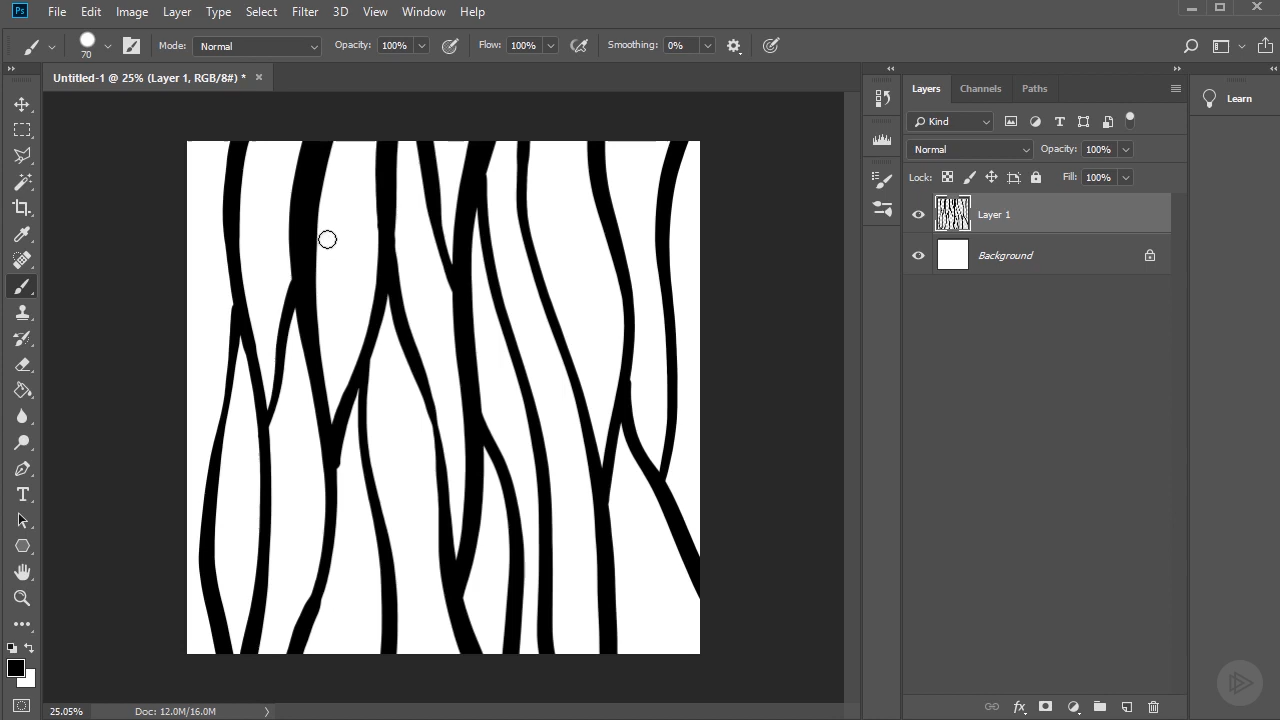 Ps File Edit Image Layer Type Select Filter 3D View Window Help
70 Mode: Normal Opacity: 100% Flow: 100% Smoothing: 0%
Untitled-1 @ 25% (Layer 1, RGB/8#) * ×
Layers Channels Paths
Learn
Kind
Normal Opacity: 100%
Lock: Fill: 100%
Layer 1
Background
fx
25.05% Doc: 12.0M/16.0M